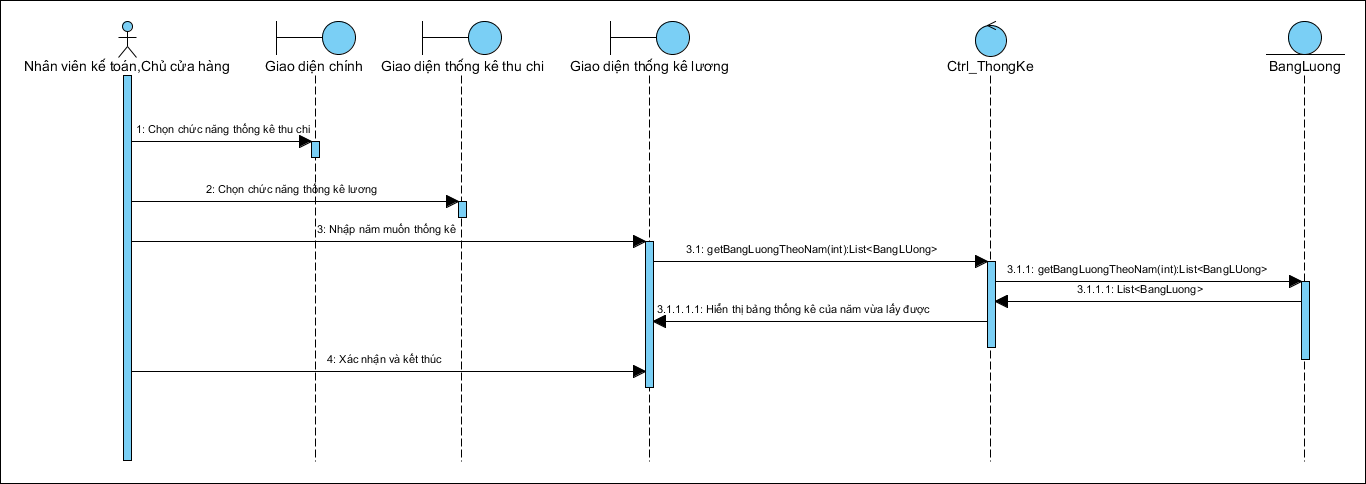 Nhân viên kế toán,Chủ cửa hàng
Giao diện chính
Giao diện thống kê thu chi
Giao diện thống kê lương
Ctrl_ThongKe
BangLuong
1: Chọn chức năng thống kê thu chi
2: Chọn chức năng thống kê lương
3: Nhập năm muốn thống kê
3.1: getBangLuongTheoNam(int):List<BangLUong>
3.1.1: getBangLuongTheoNam(int):List<BangLUong>
3.1.1.1: List<BangLuong>
3.1.1.1.1: Hiển thị bảng thống kê của năm vừa lấy được
4: Xác nhận và kết thúc